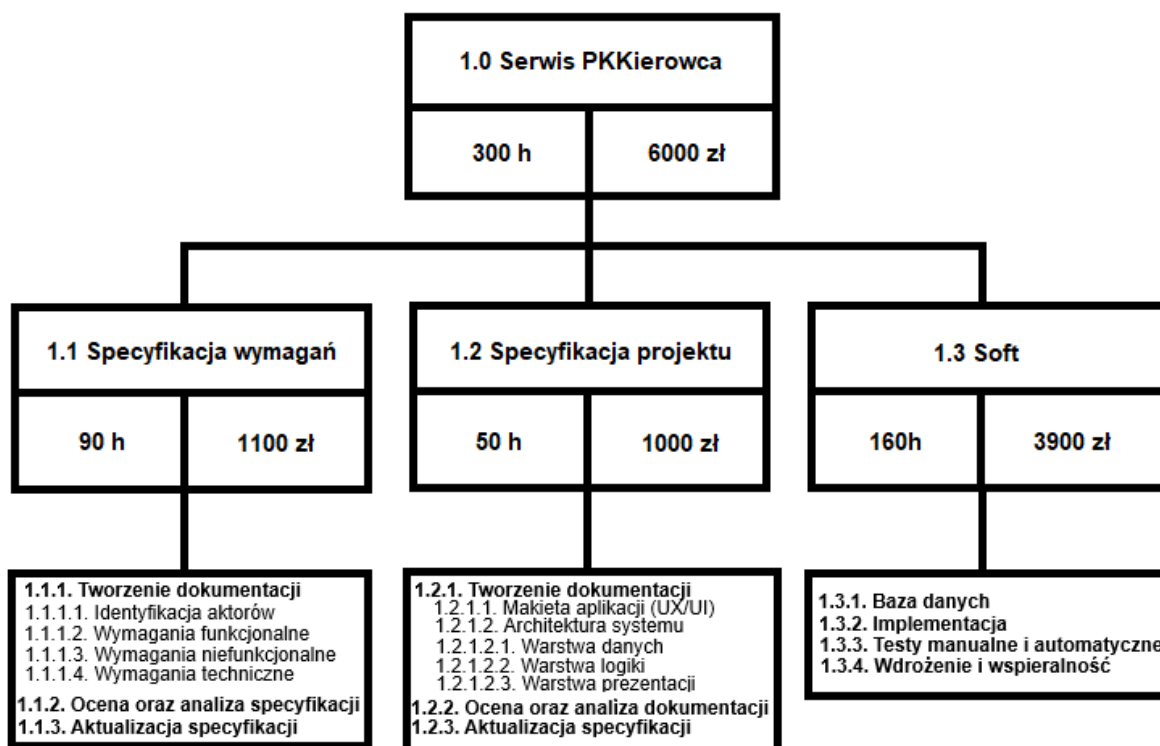 1.0 Serwis PKKierowca
300 h
6000 zł
1.1 Specyfikacja wymagań
90 h
1100 zł
1.1.1. Tworzenie dokumentacji
1.1.1.1. Identyfikacja aktorów
1.1.1.2. Wymagania funkcjonalne
1.1.1.3. Wymagania niefunkcjonalne
1.1.1.4. Wymagania techniczne
1.1.2. Ocena oraz analiza specyfikacji
1.1.3. Aktualizacja specyfikacji
1.2 Specyfikacja projektu
50 h
1000 zł
1.2.1. Tworzenie dokumentacji
1.2.1.1. Makieta aplikacji (UX/UI)
1.2.1.2. Architektura systemu
1.2.1.2.1. Warstwa danych
1.2.1.2.2. Warstwa logiki
1.2.1.2.3. Warstwa prezentacji
1.2.2. Ocena oraz analiza dokumentacji
1.2.3. Aktualizacja specyfikacji
1.3 Soft
160h
3900 zł
1.3.1. Baza danych
1.3.2. Implementacja
1.3.3. Testy manualne i automatyczne
1.3.4. Wdrożenie i wspieralność